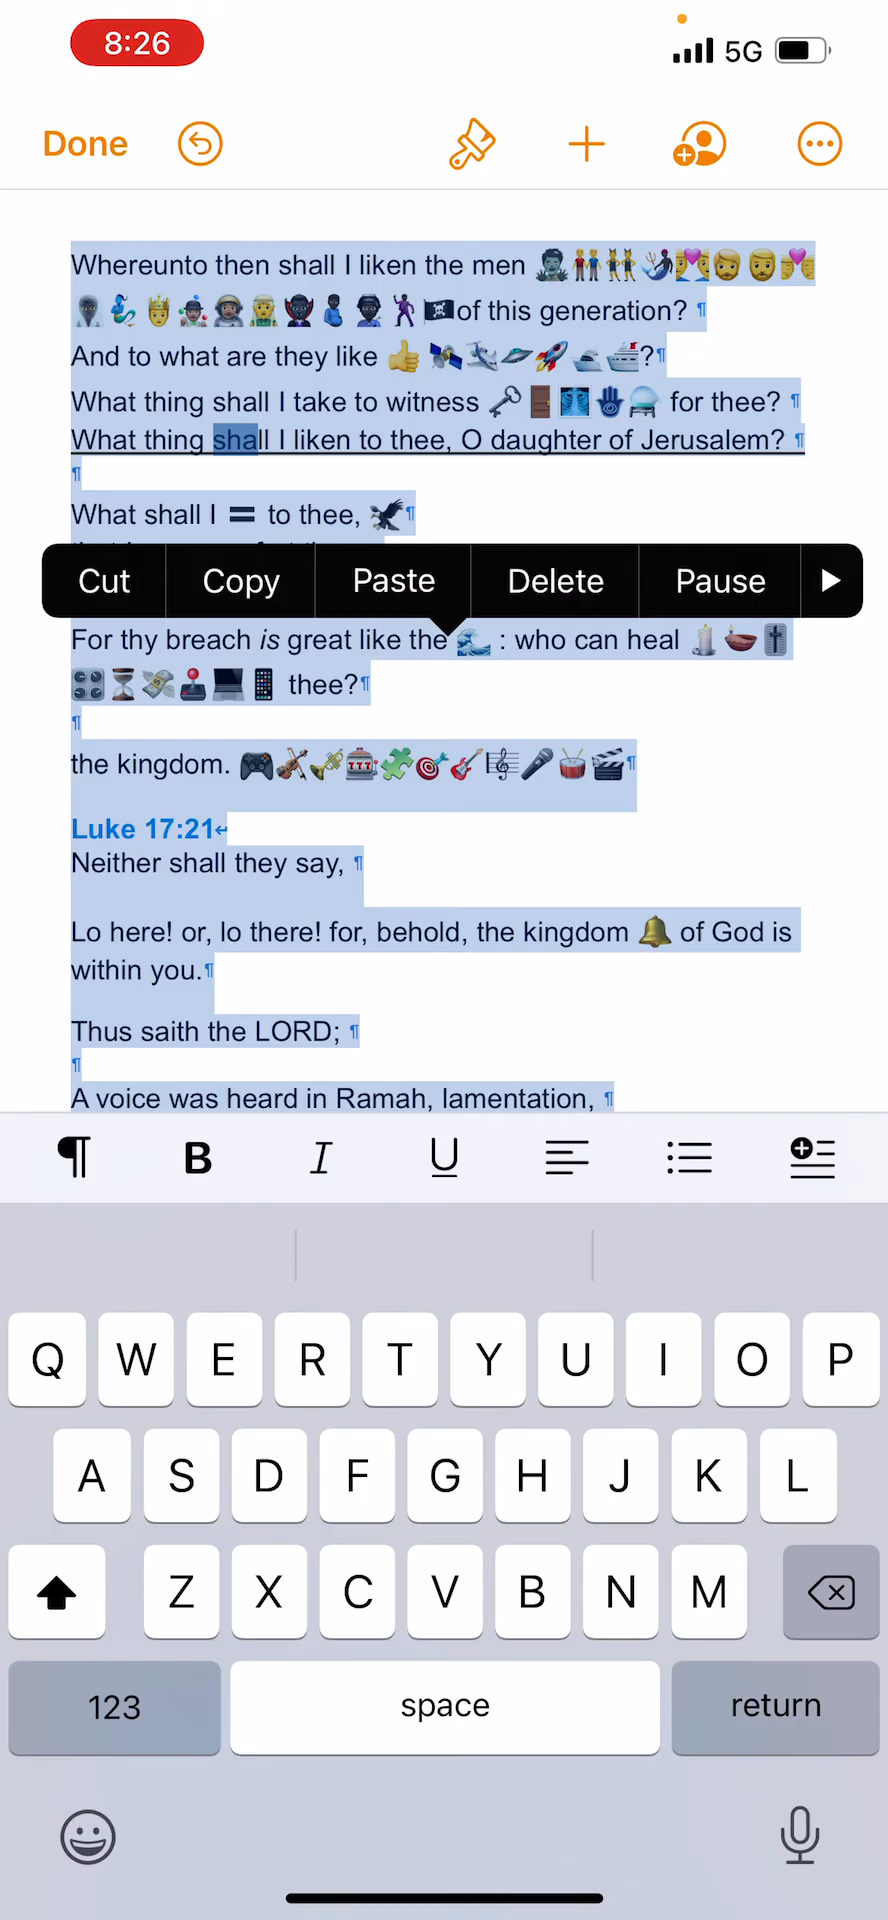 8:26
5G
Done
Whereunto then shall I liken the men
of this generation? ¶
And to what are they like 👍🛰🛩🛸🚀🛥🛳?¶
What thing shall I take to witness 🗝🚪🩻🪬🔮 for thee? ¶
What thing shall I liken to thee, O daughter of Jerusalem? ¶
¶
What shall I 🟰 to thee, 🦅¶
Cut Copy Paste Delete Pause ▶
For thy breach is great like the 🌊 : who can heal 🕯🪔🎚
🎛⏳💸🕹💻📱 thee?¶
¶
the kingdom. 🎮🎻🎺🎰🧩🎯🎸🎼🎤🥁🎬¶
Luke 17:21↵
Neither shall they say, ¶
Lo here! or, lo there! for, behold, the kingdom 🔔 of God is
within you.¶
Thus saith the LORD; ¶
¶
A voice was heard in Ramah, lamentation, ¶
¶ B I U
Q W E R T Y U I O P
A S D F G H J K L
Z X C V B N M
123 space return